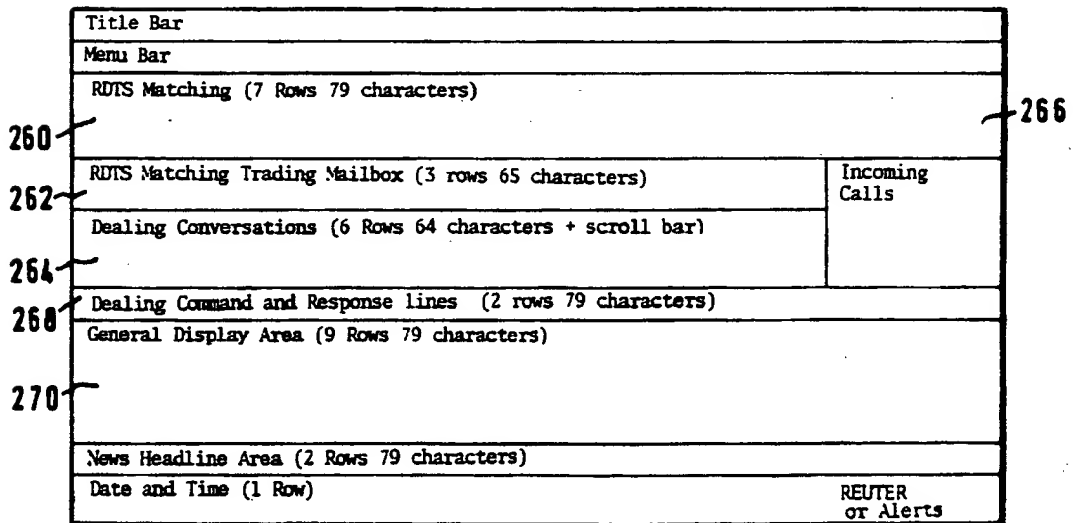 Title Bar
Menu Bar
RDTS Matching (7 Rows 79 characters)
266
260
RDTS Matching Trading Mailbox (3 rows 65 characters)
Incoming
Calls
262
Dealing Conversations (6 Rows 64 characters + scroll bar)
264
268
Dealing Command and Response lines (2 rows 79 characters)
General Display Area (9 Rows 79 characters)
270
News Headline Area (2 Rows 79 characters)
Date and Time (1 Row)
REUTER
or Alerts